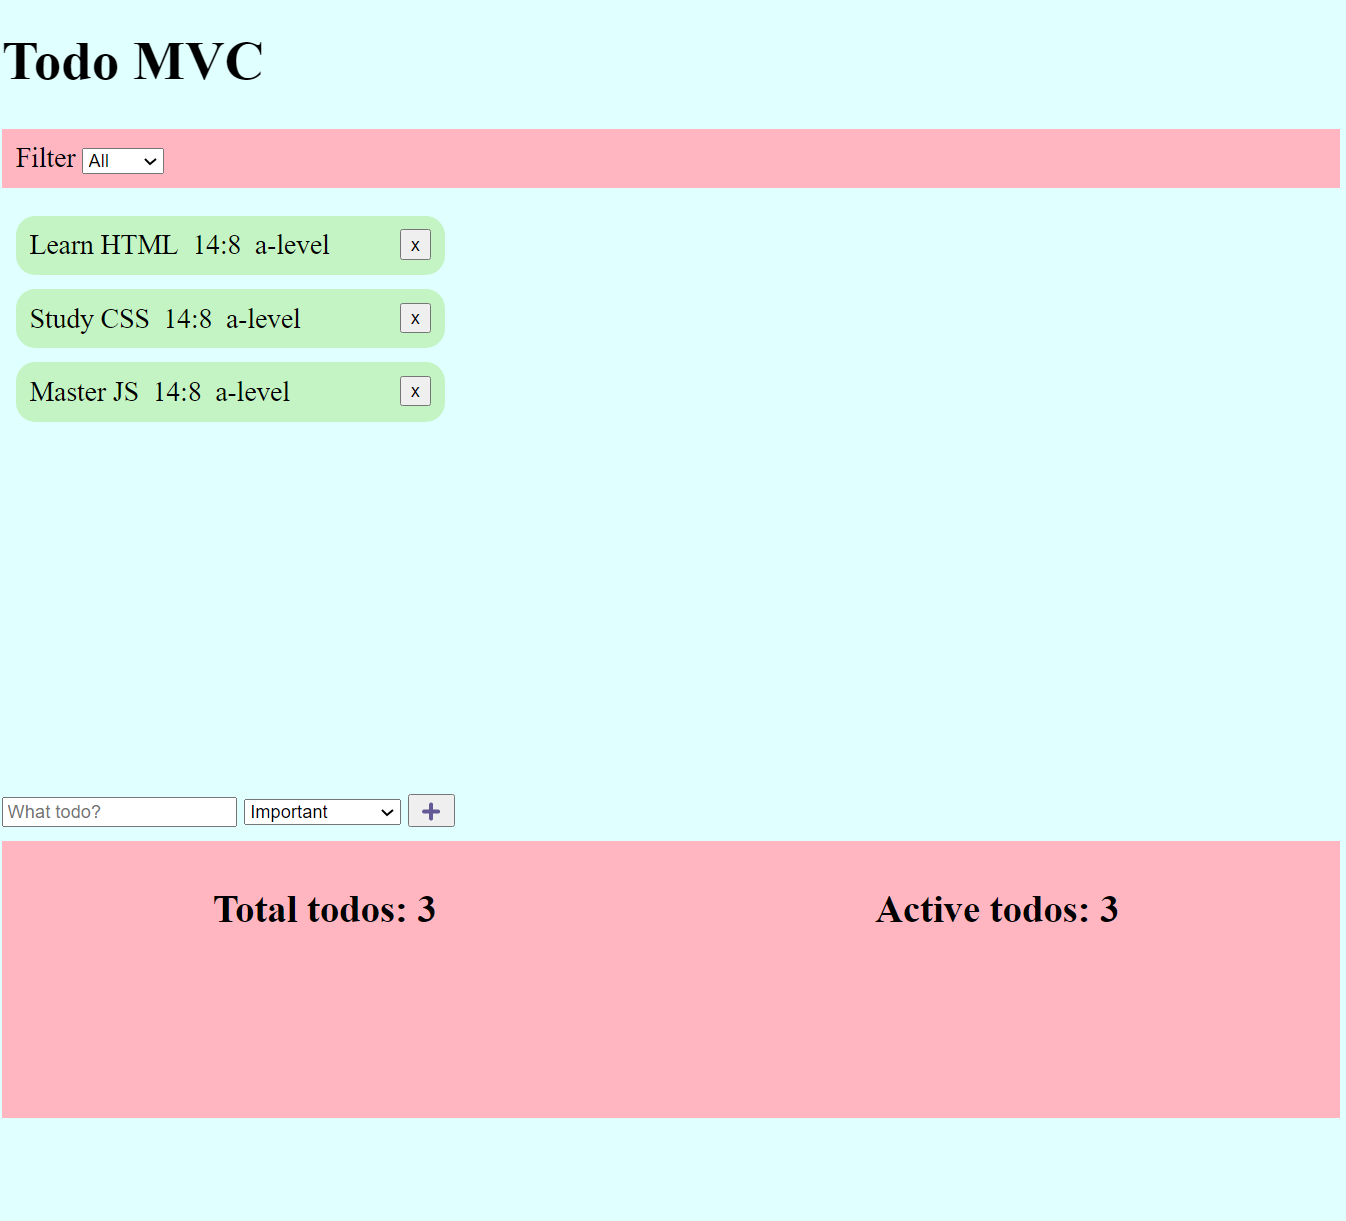 Todo MVC
Filter All
Learn HTML 14:8 a-level x
Study CSS 14:8 a-level x
Master JS 14:8 a-level x
What todo? Important +
Total todos: 3 Active todos: 3